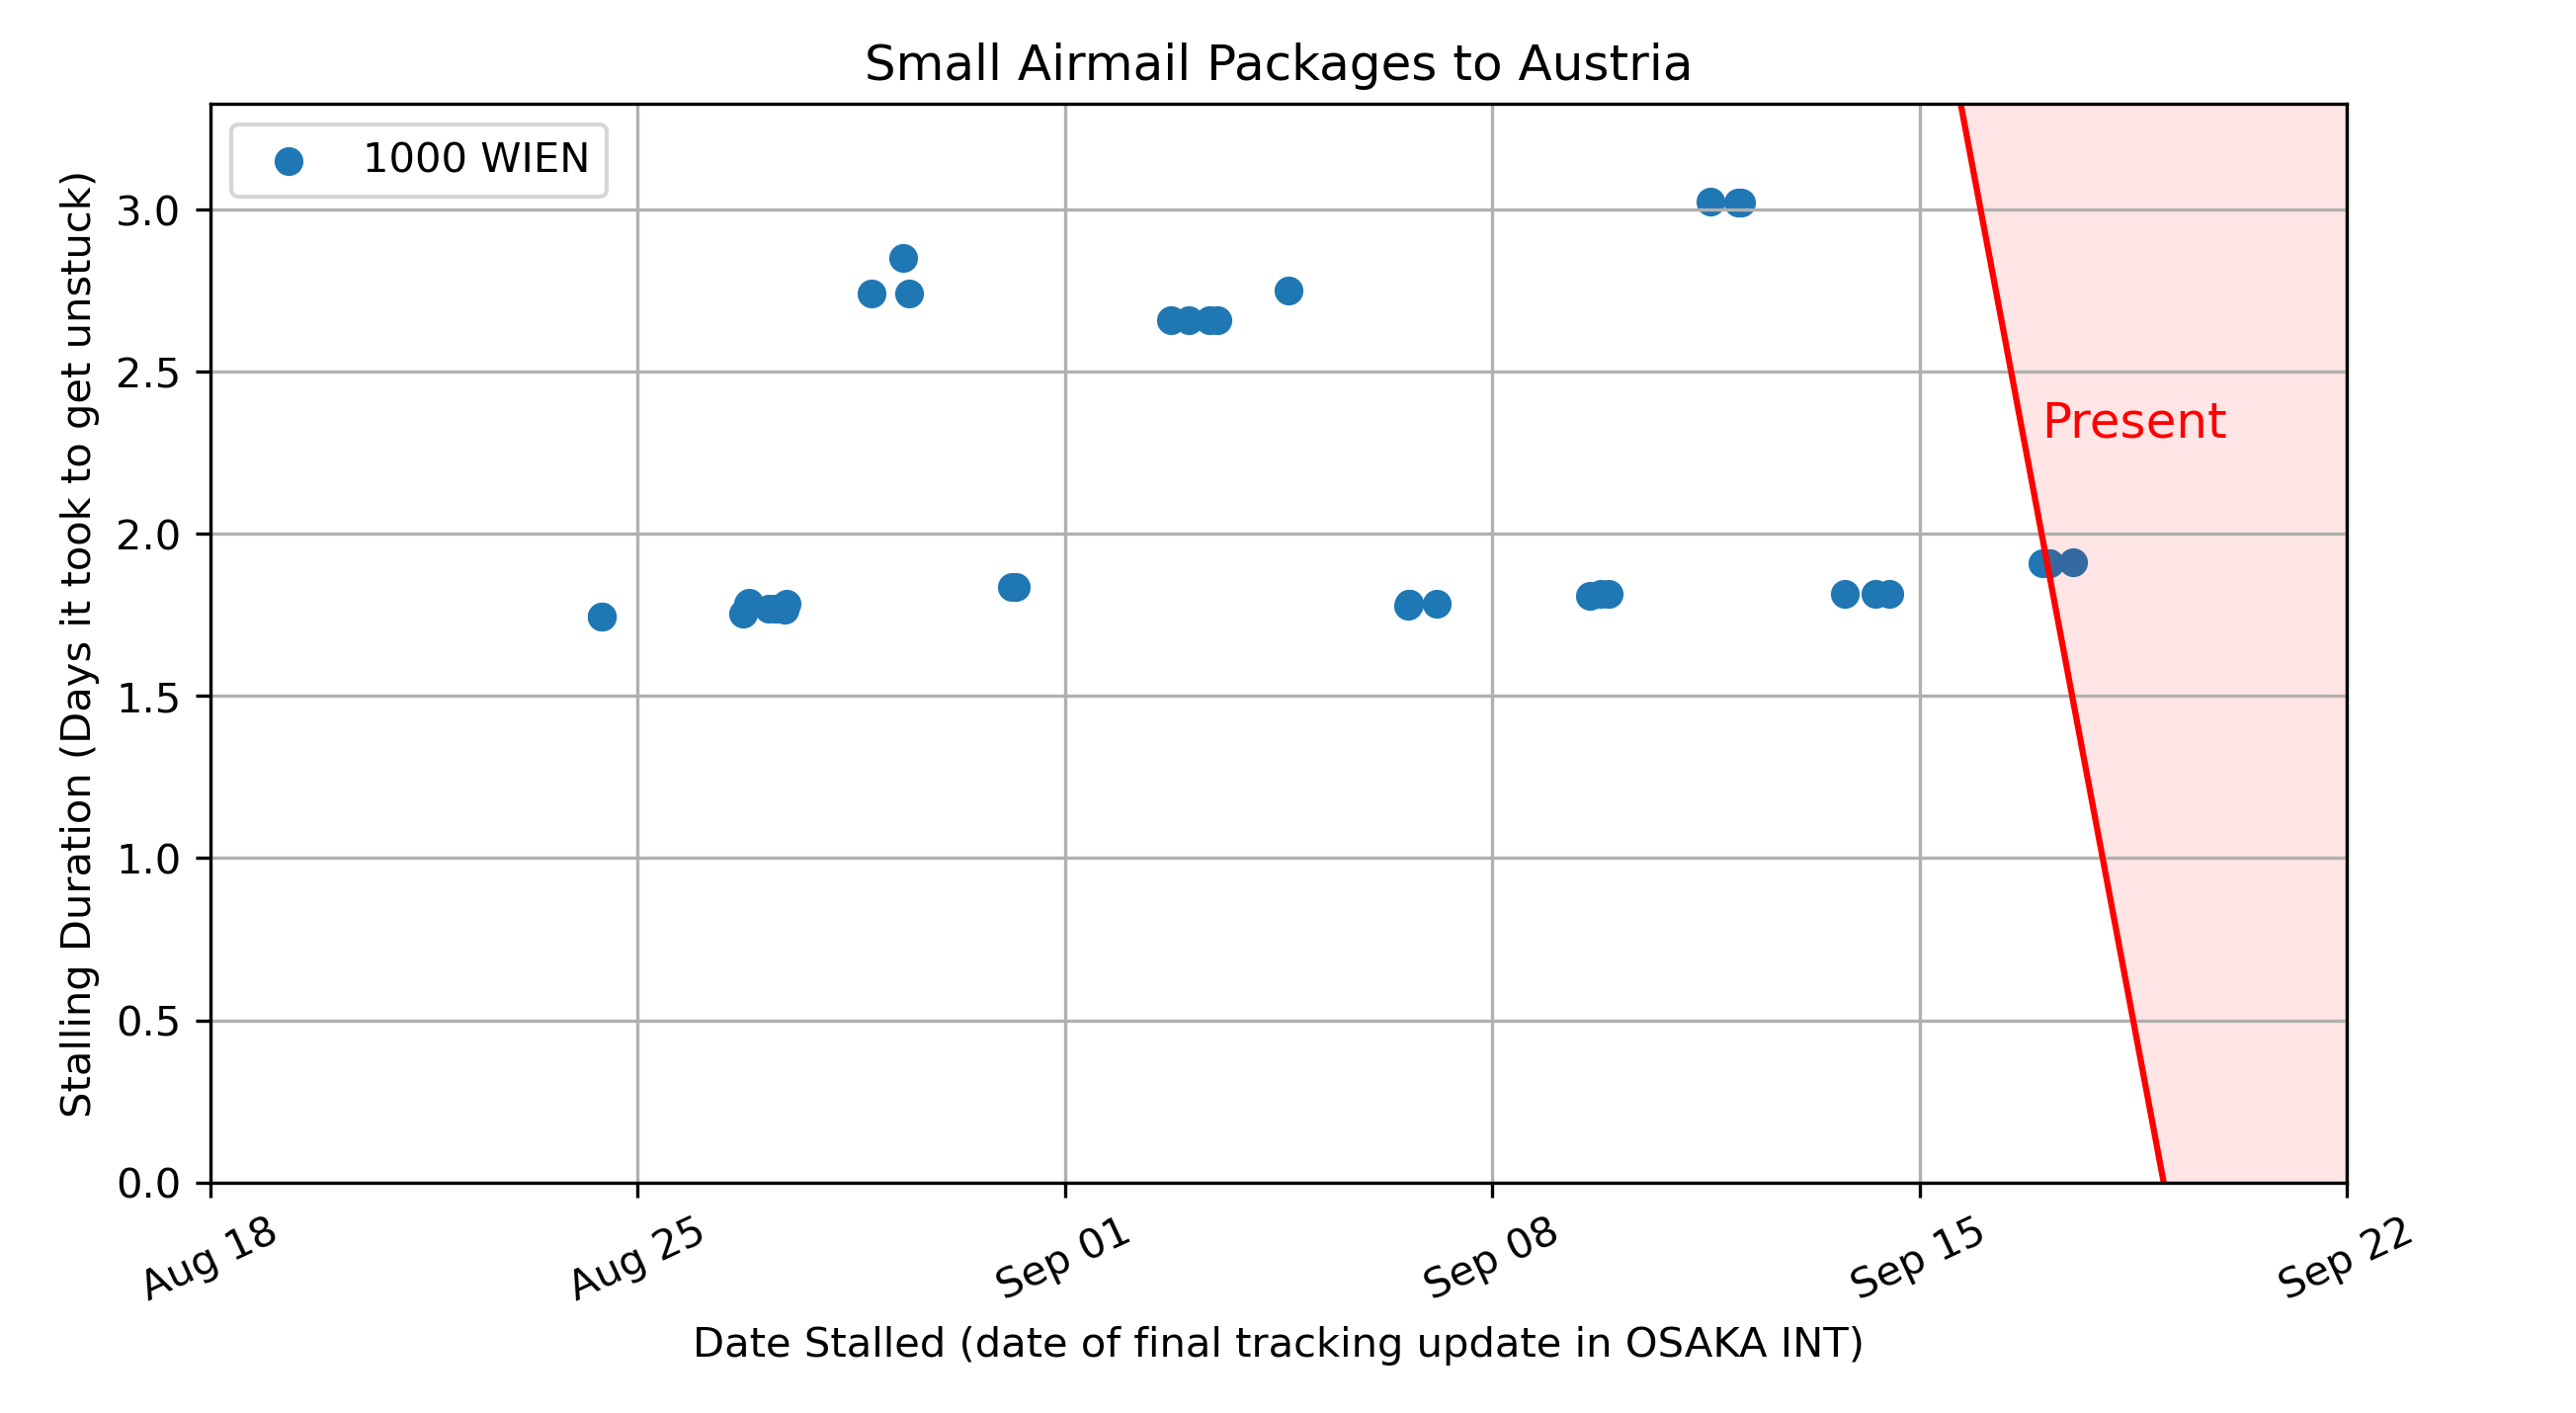 Small Airmail Packages to Austria
1000 WIEN
Stalling Duration (Days it took to get unstuck)
3.0
2.5
2.0
1.5
1.0
0.5
0.0
Present
Aug 18
Aug 25
Sep 01
Sep 08
Sep 15
Sep 22
Date Stalled (date of final tracking update in OSAKA INT)